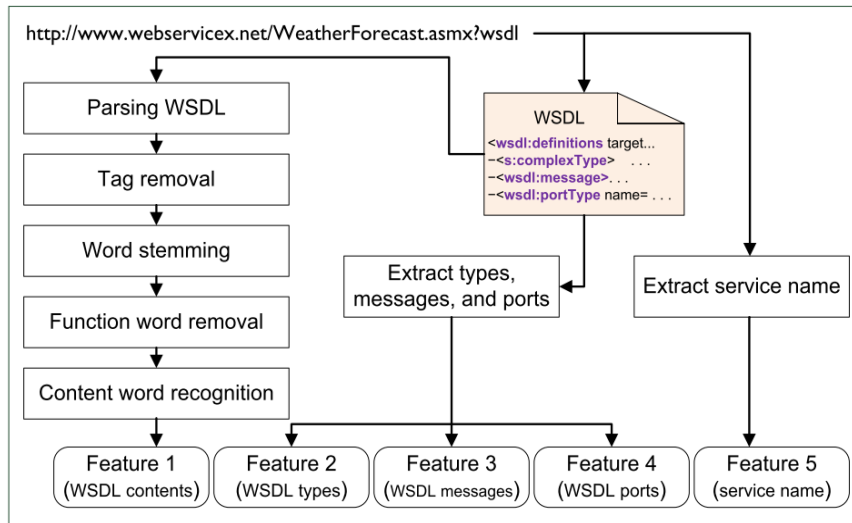 http://www.webservicex.net/WeatherForecast.asmx?wsdl
Parsing WSDL
Tag removal
Word stemming
Function word removal
Content word recognition
WSDL
<wsdl:definitions target...
–<s:complexType> . . .
–<wsdl:message>. . .
–<wsdl:portType name= . . .
Extract types,
messages, and ports
Extract service name
Feature 1
(WSDL contents)
Feature 2
(WSDL types)
Feature 3
(WSDL messages)
Feature 4
(WSDL ports)
Feature 5
(service name)